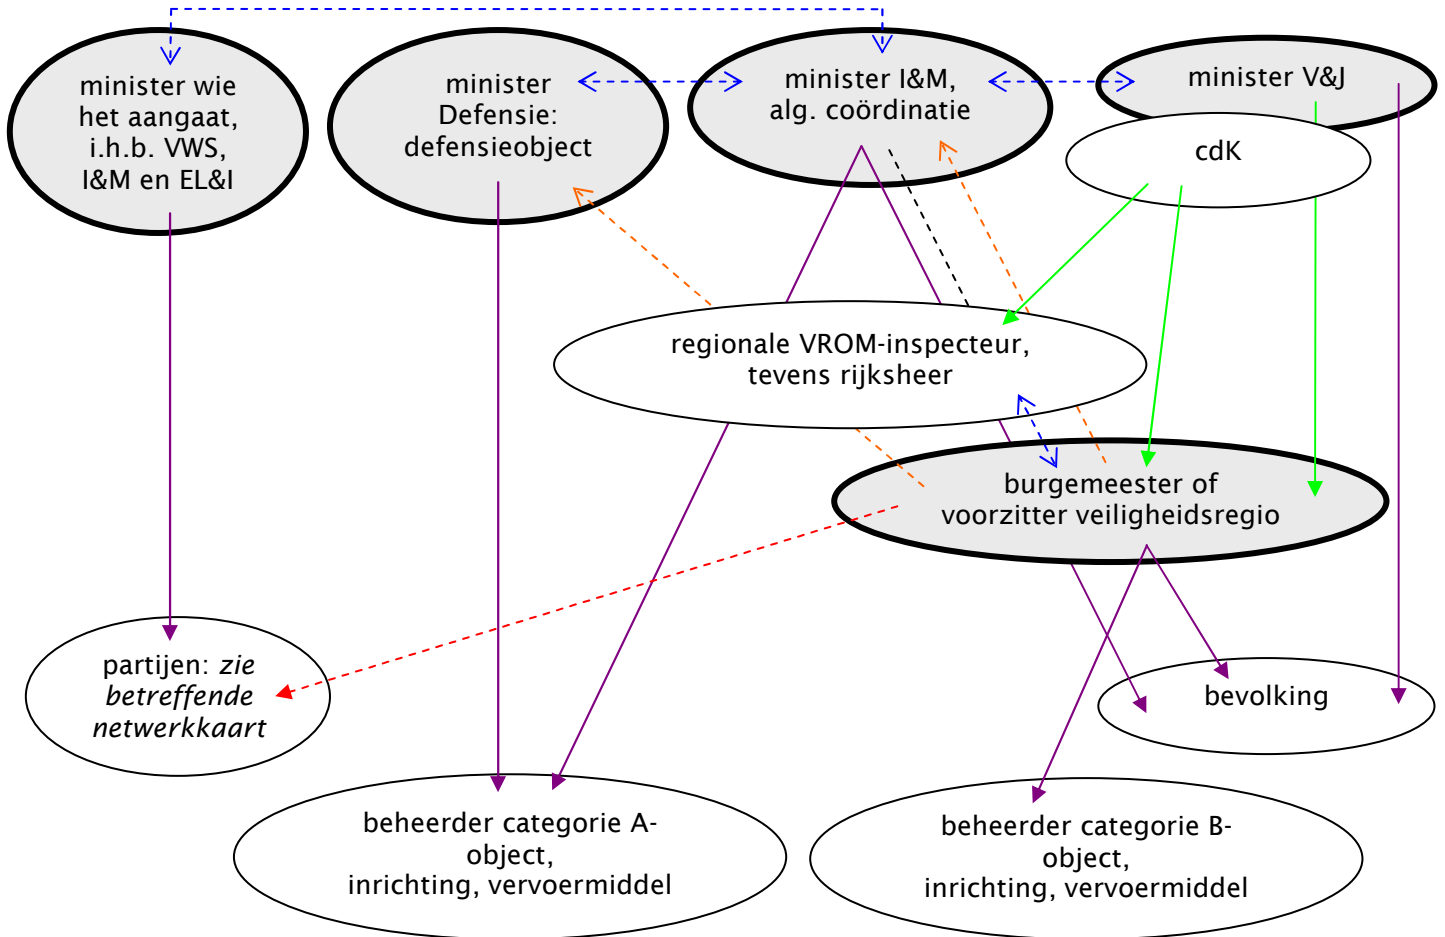 minister wie
het aangaat,
i.h.b. VWS,
I&M en EL&I
minister
Defensie:
defensieobject
minister I&M,
alg. coördinatie
minister V&J
cdK
regionale VROM-inspecteur,
tevens rijksheer
burgemeester of
voorzitter veiligheidsregio
partijen: zie
betreffende
netwerkkaart
bevolking
beheerder categorie A-
object,
inrichting, vervoermiddel
beheerder categorie B-
object,
inrichting, vervoermiddel